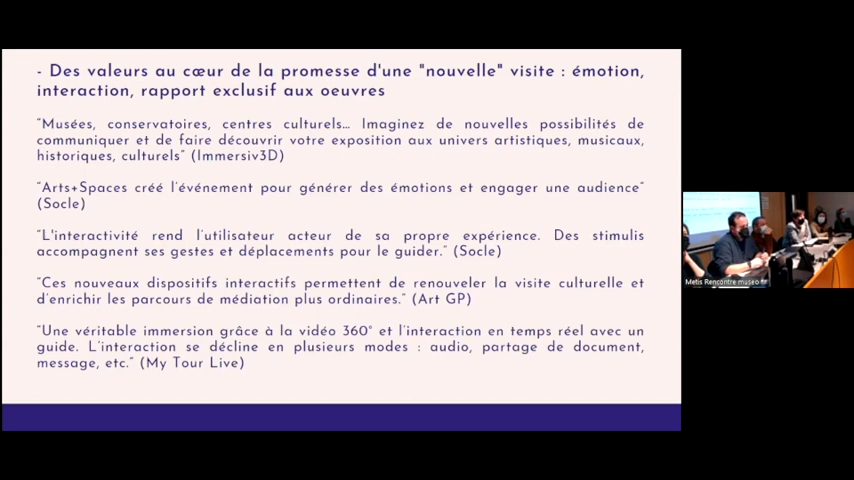 - Des valeurs au cœur de la promesse d'une "nouvelle" visite : émotion,
interaction, rapport exclusif aux oeuvres
“Musées, conservatoires, centres culturels… Imaginez de nouvelles possibilités de
communiquer et de faire découvrir votre exposition aux univers artistiques, musicaux,
historiques, culturels” (Immersiv3D)
“Arts+Spaces créé l’événement pour générer des émotions et engager une audience”
(Socle)
“L'interactivité rend l’utilisateur acteur de sa propre expérience. Des stimulis
accompagnent ses gestes et déplacements pour le guider.” (Socle)
“Ces nouveaux dispositifs interactifs permettent de renouveler la visite culturelle et
d’enrichir les parcours de médiation plus ordinaires.” (Art GP)
“Une véritable immersion grâce à la vidéo 360° et l’interaction en temps réel avec un
guide. L’interaction se décline en plusieurs modes : audio, partage de document,
message, etc.” (My Tour Live)
Metis Rencontre museo